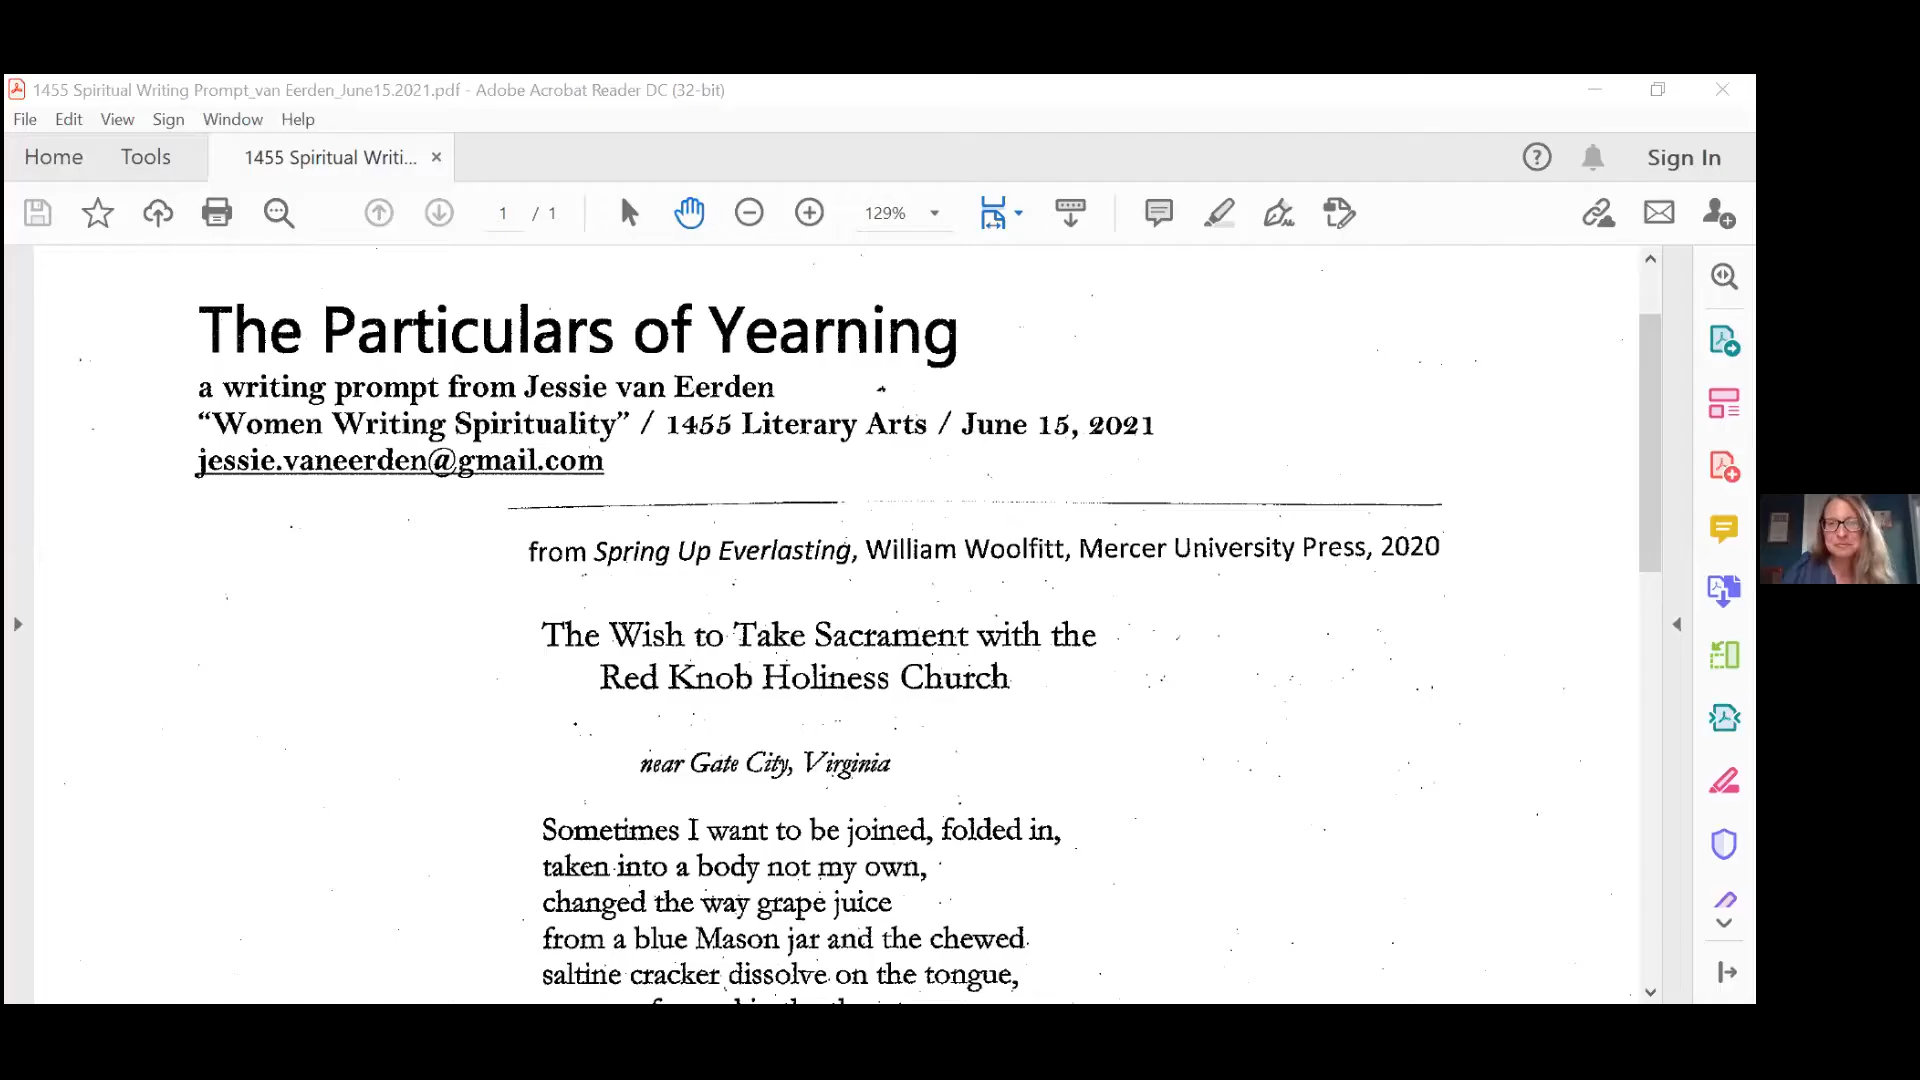 1455 Spiritual Writing Prompt_van Eerden_June15.2021.pdf - Adobe Acrobat Reader DC (32-bit)
File Edit View Sign Window Help
Home Tools 1455 Spiritual Writi... Sign In
1 / 1 129%
The Particulars of Yearning
a writing prompt from Jessie van Eerden
“Women Writing Spirituality” / 1455 Literary Arts / June 15, 2021
jessie.vaneerden@gmail.com
from Spring Up Everlasting, William Woolfitt, Mercer University Press, 2020
The Wish to Take Sacrament with the
Red Knob Holiness Church
near Gate City, Virginia
Sometimes I want to be joined, folded in,
taken into a body not my own,
changed the way grape juice
from a blue Mason jar and the chewed
saltine cracker dissolve on the tongue,